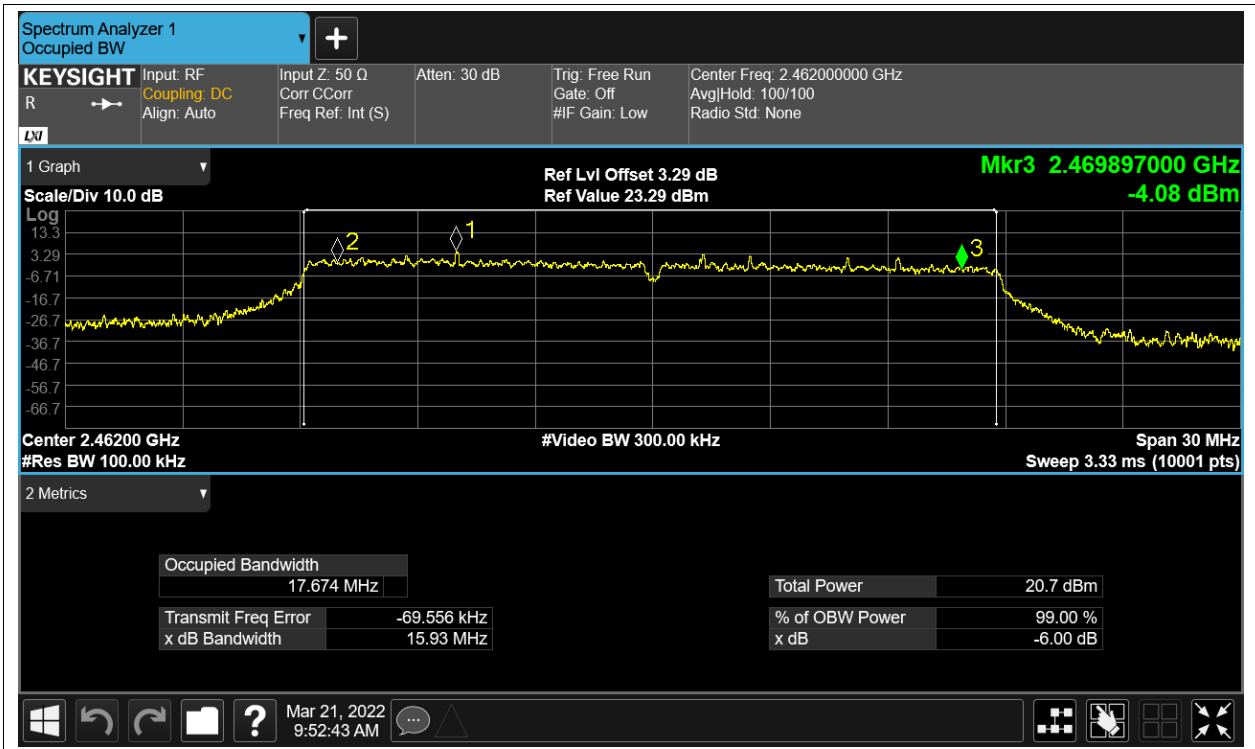 Spectrum Analyzer 1
Occupied BW
KEYSIGHT
R
LXI
Input: RF
Coupling: DC
Align: Auto
Input Z: 50 Ω
Corr CCorr
Freq Ref: Int (S)
Atten: 30 dB
Trig: Free Run
Gate: Off
#IF Gain: Low
Center Freq: 2.462000000 GHz
Avg|Hold: 100/100
Radio Std: None
1 Graph
Scale/Div 10.0 dB
Ref Lvl Offset 3.29 dB
Ref Value 23.29 dBm
Mkr3 2.469897000 GHz
-4.08 dBm
Log
13.3
3.29
-6.71
-16.7
-26.7
-36.7
-46.7
-56.7
-66.7
2
1
3
Center 2.46200 GHz
#Res BW 100.00 kHz
#Video BW 300.00 kHz
Span 30 MHz
Sweep 3.33 ms (10001 pts)
2 Metrics
Occupied Bandwidth
17.674 MHz
Transmit Freq Error -69.556 kHz
x dB Bandwidth 15.93 MHz
Total Power 20.7 dBm
% of OBW Power 99.00 %
x dB -6.00 dB
?
Mar 21, 2022
9:52:43 AM